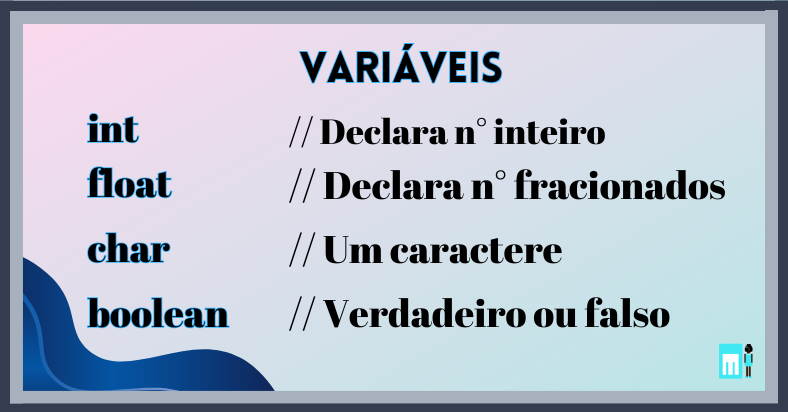 VARIÁVEIS
int // Declara n° inteiro
float // Declara n° fracionados
char // Um caractere
boolean // Verdadeiro ou falso
m